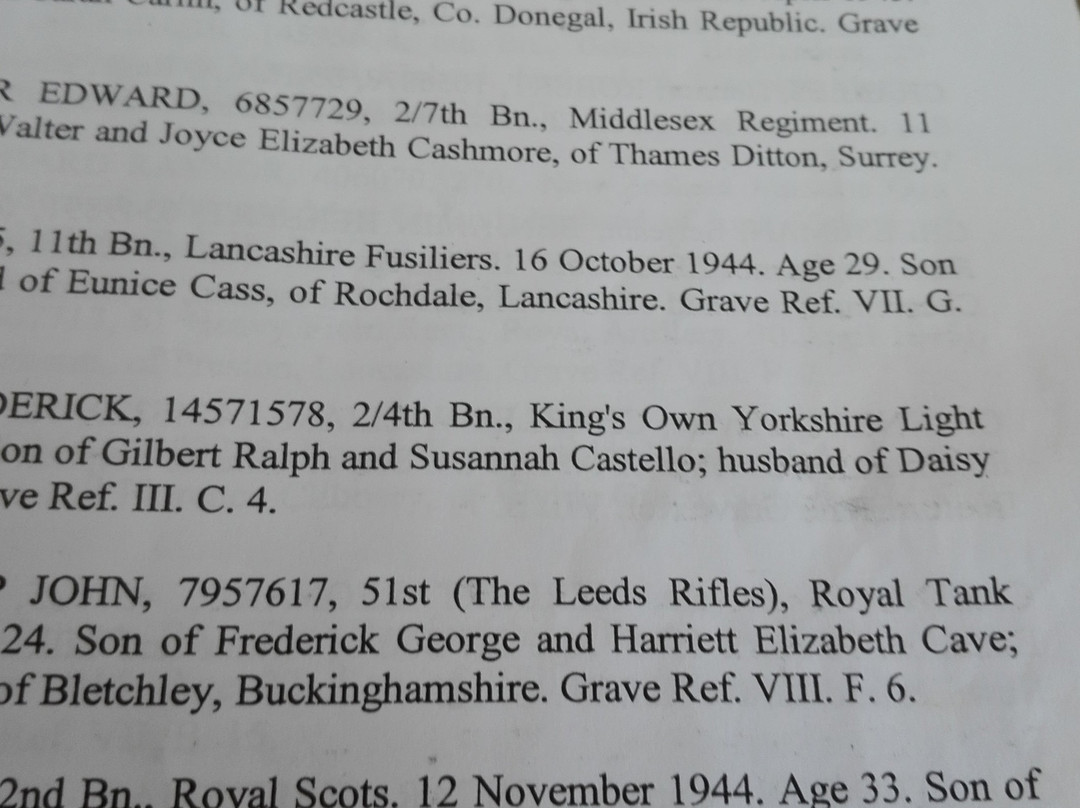 of Redcastle, Co. Donegal, Irish Republic. Grave
EDWARD, 6857729, 2/7th Bn., Middlesex Regiment. 11
Walter and Joyce Elizabeth Cashmore, of Thames Ditton, Surrey.
, 11th Bn., Lancashire Fusiliers. 16 October 1944. Age 29. Son
of Eunice Cass, of Rochdale, Lancashire. Grave Ref. VII. G.
DERICK, 14571578, 2/4th Bn., King's Own Yorkshire Light
on of Gilbert Ralph and Susannah Castello; husband of Daisy
ve Ref. III. C. 4.
JOHN, 7957617, 51st (The Leeds Rifles), Royal Tank
24. Son of Frederick George and Harriett Elizabeth Cave;
of Bletchley, Buckinghamshire. Grave Ref. VIII. F. 6.
2nd Bn., Royal Scots. 12 November 1944. Age 33. Son of